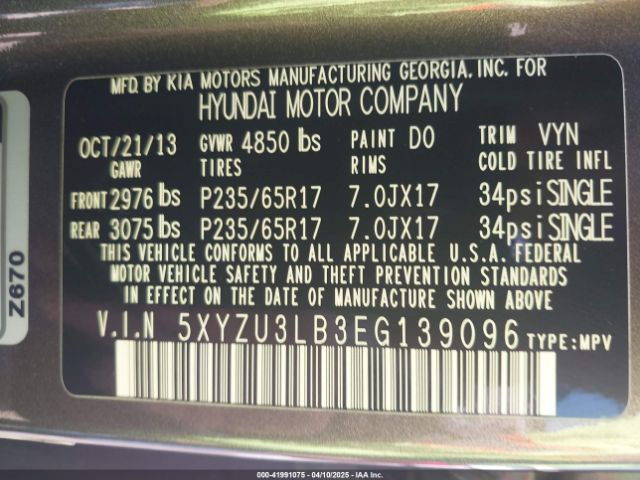 MFD. BY KIA MOTORS MANUFACTURING GEORGIA, INC. FOR
HYUNDAI MOTOR COMPANY
OCT/21/13 GVWR 4850 lbs PAINT DO TRIM VYN
GAWR TIRES RIMS COLD TIRE INFL
FRONT 2976 lbs P235/65R17 7.0JX17 34psi SINGLE
REAR 3075 lbs P235/65R17 7.0JX17 34psi SINGLE
THIS VEHICLE CONFORMS TO ALL APPLICABLE U.S.A. FEDERAL
MOTOR VEHICLE SAFETY AND THEFT PREVENTION STANDARDS
IN EFFECT ON THE DATE OF MANUFACTURE SHOWN ABOVE.
V.I.N 5XYZU3LB3EG139096 TYPE:MPV
Z670
000-41991075 - 04/10/2025 - IAAI.COM